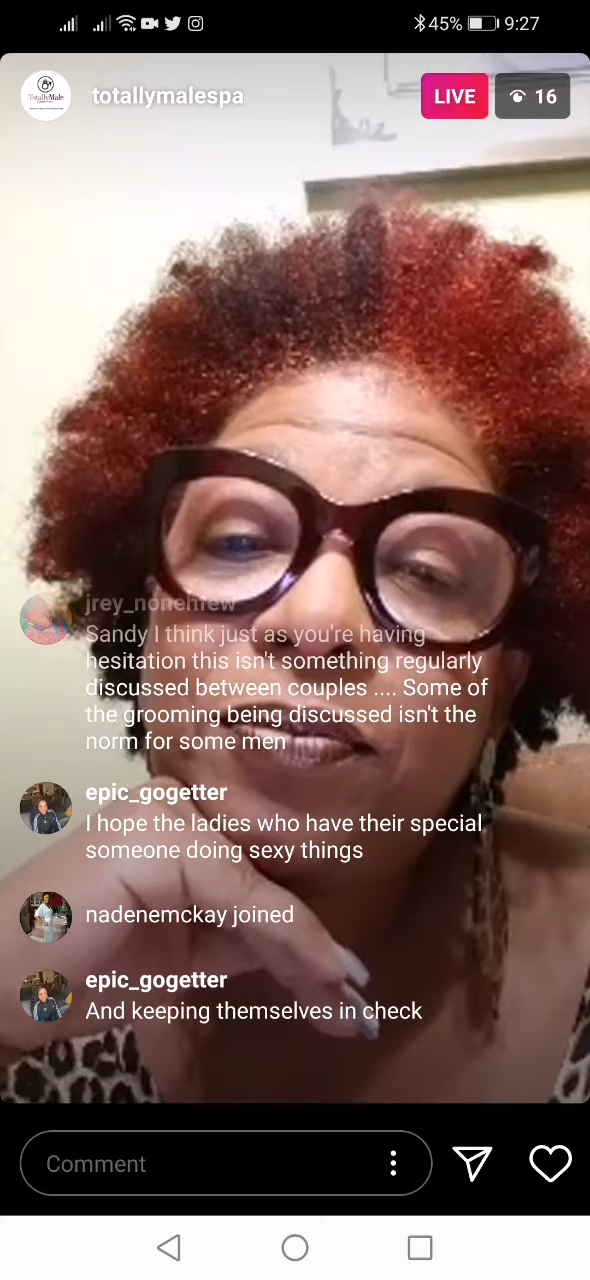 45% 9:27
totallymalespa LIVE 16
TotallyMale
jrey_nonehfew
Sandy I think just as you're having
hesitation this isn't something regularly
discussed between couples .... Some of
the grooming being discussed isn't the
norm for some men
epic_gogetter
I hope the ladies who have their special
someone doing sexy things
nadenemckay joined
epic_gogetter
And keeping themselves in check
Comment